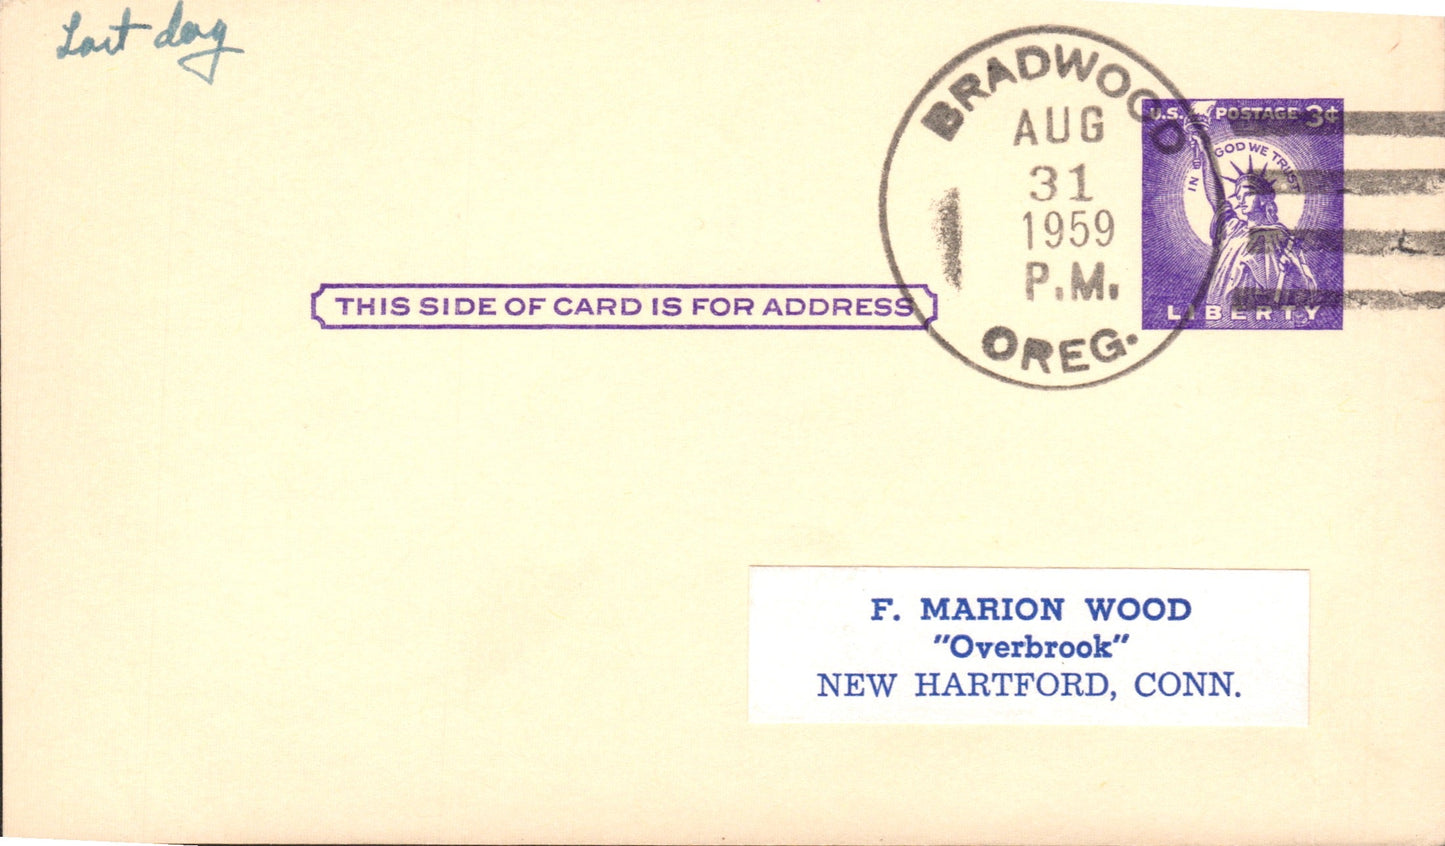 Last day
BRADWOOD
AUG
31
1959
P.M.
OREG.
U.S. POSTAGE 3¢
IN GOD WE TRUST
LIBERTY
THIS SIDE OF CARD IS FOR ADDRESS
F. MARION WOOD
"Overbrook"
NEW HARTFORD, CONN.